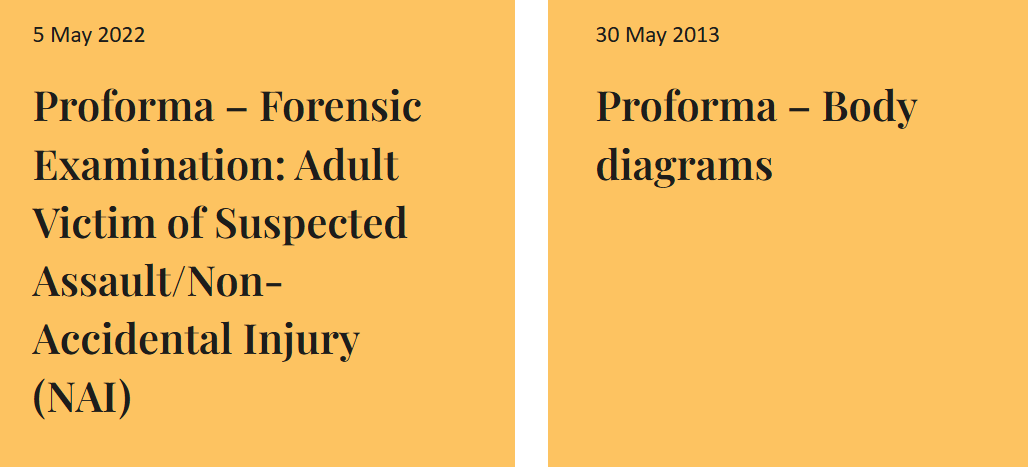 5 May 2022
Proforma – Forensic
Examination: Adult
Victim of Suspected
Assault/Non-
Accidental Injury
(NAI)
30 May 2013
Proforma – Body
diagrams